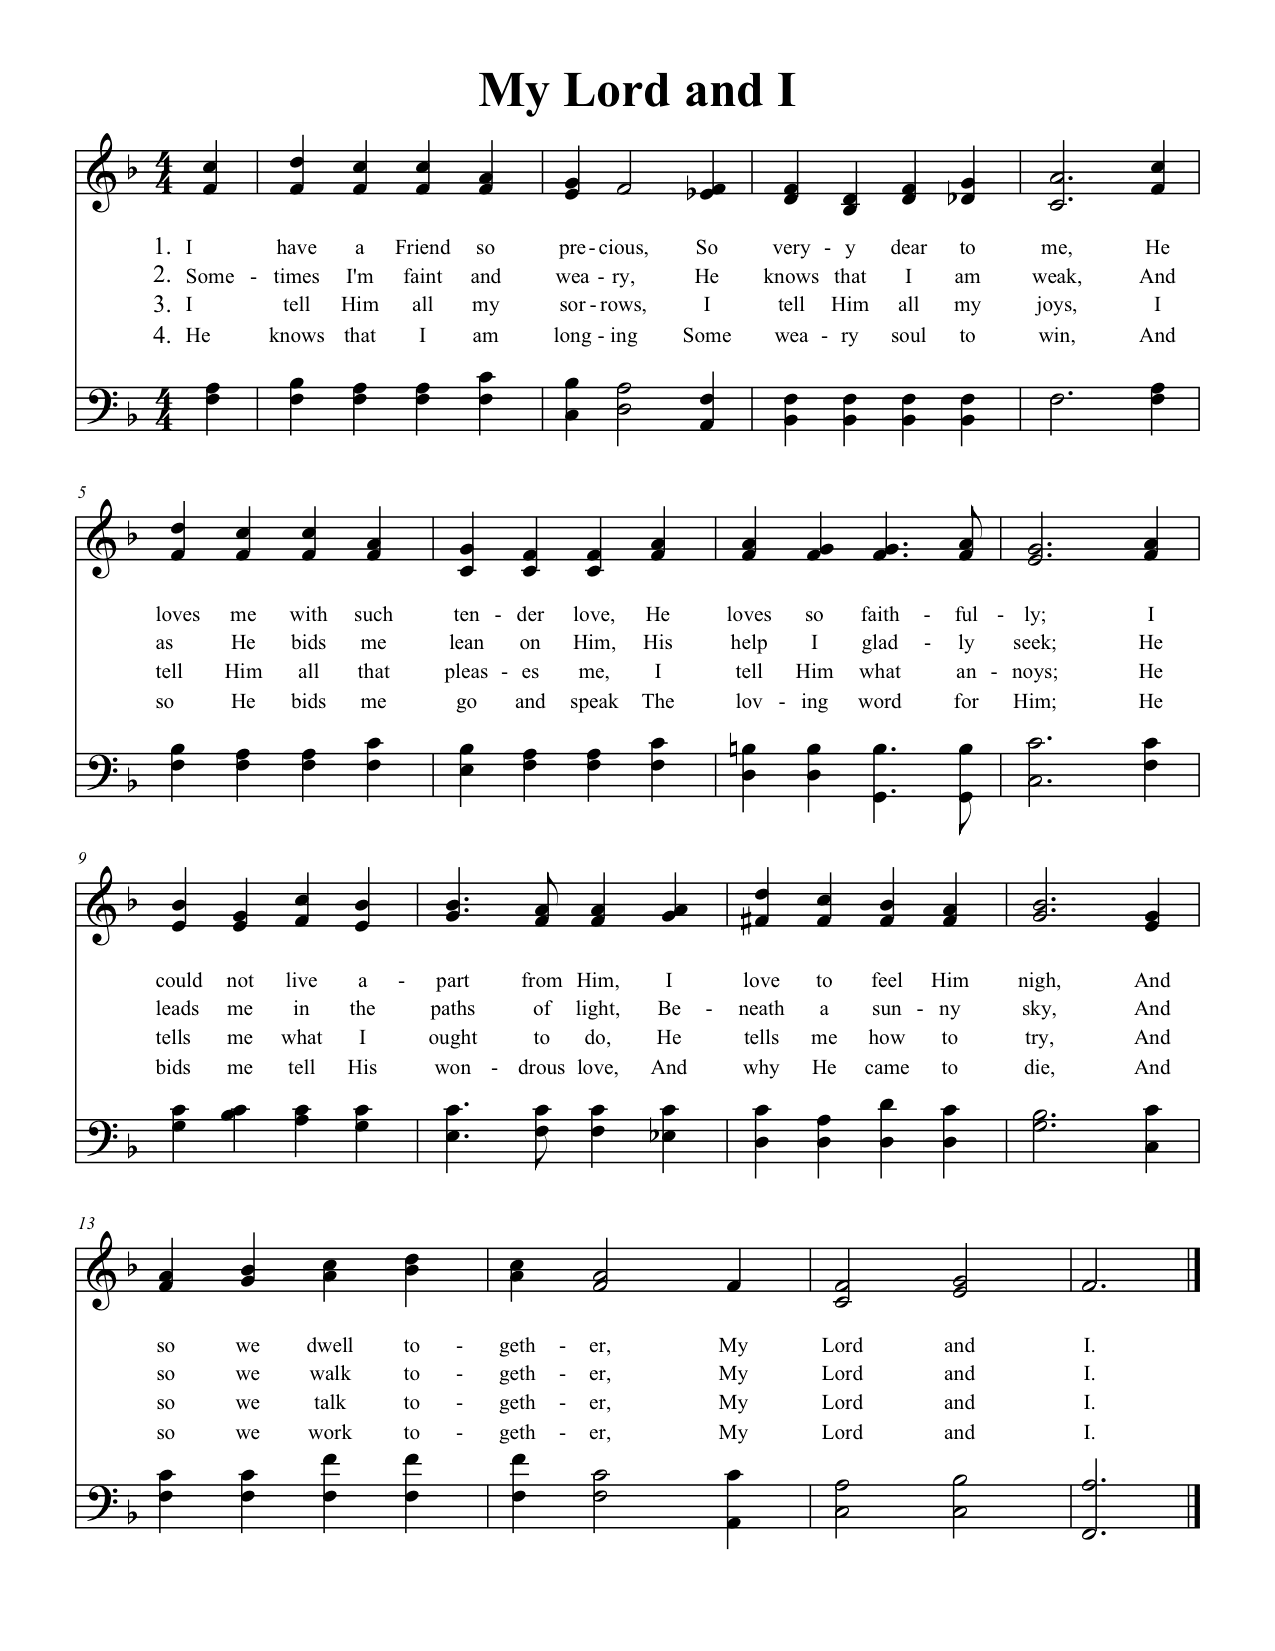 My Lord and I
4
4
1. I have a Friend so pre - cious, So very - y dear to me, He
2. Some - times I'm faint and wea - ry, He knows that I am weak, And
3. I tell Him all my sor - rows, I tell Him all my joys, I
4. He knows that I am long - ing Some wea - ry soul to win, And
4
4
5
loves me with such ten - der love, He loves so faith - ful - ly; I
as He bids me lean on Him, His help I glad - ly seek; He
tell Him all that pleas - es me, I tell Him what an - noys; He
so He bids me go and speak The lov - ing word for Him; He
9
could not live a - part from Him, I love to feel Him nigh, And
leads me in the paths of light, Be - neath a sun - ny sky, And
tells me what I ought to do, He tells me how to try, And
bids me tell His won - drous love, And why He came to die, And
13
so we dwell to - geth - er, My Lord and I.
so we walk to - geth - er, My Lord and I.
so we talk to - geth - er, My Lord and I.
so we work to - geth - er, My Lord and I.